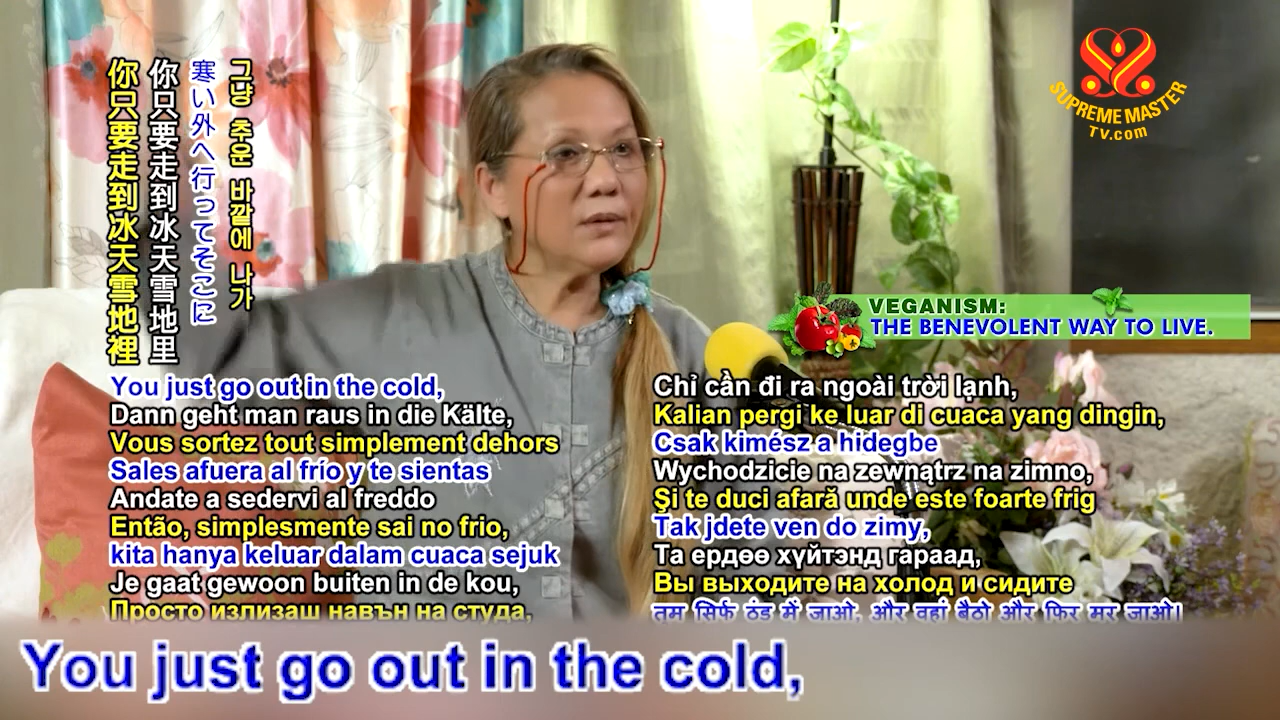 SUPREME MASTER
TV.com
그냥 추운 바깥에 나가
寒い外へ行ってそこに
你只要走到冰天雪地里
你只要走到冰天雪地裡
VEGANISM:
THE BENEVOLENT WAY TO LIVE.
You just go out in the cold,
Dann geht man raus in die Kälte,
Vous sortez tout simplement dehors
Sales afuera al frío y te sientas
Andate a sedervi al freddo
Então, simplesmente sai no frio,
kita hanya keluar dalam cuaca sejuk
Je gaat gewoon buiten in de kou,
Просто излизаш навън на студа,
Chỉ cần đi ra ngoài trời lạnh,
Kalian pergi ke luar di cuaca yang dingin,
Csak kimész a hidegbe
Wychodzicie na zewnątrz na zimno,
Şi te duci afară unde este foarte frig
Tak jdete ven do zimy,
Та ердөө хүйтэнд гараад,
Вы выходите на холод и сидите
तुम सिर्फ ठंड में जाओ, और वहां बैठो और फिर मर जाओ।
You just go out in the cold,